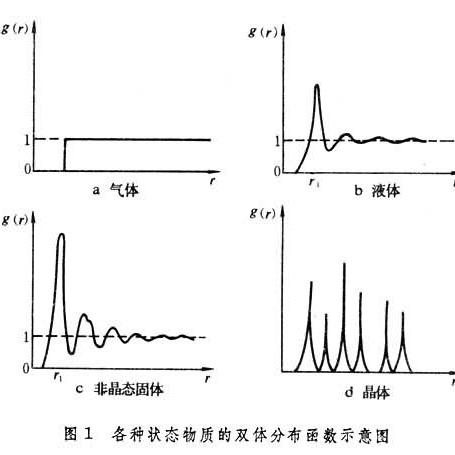 g(r)
1
0
r
a 气体
g(r)
1
0
r₁
r
b 液体
g(r)
1
0
r₁
r
c 非晶态固体
g(r)
r
d 晶体
图1 各种状态物质的双体分布函数示意图